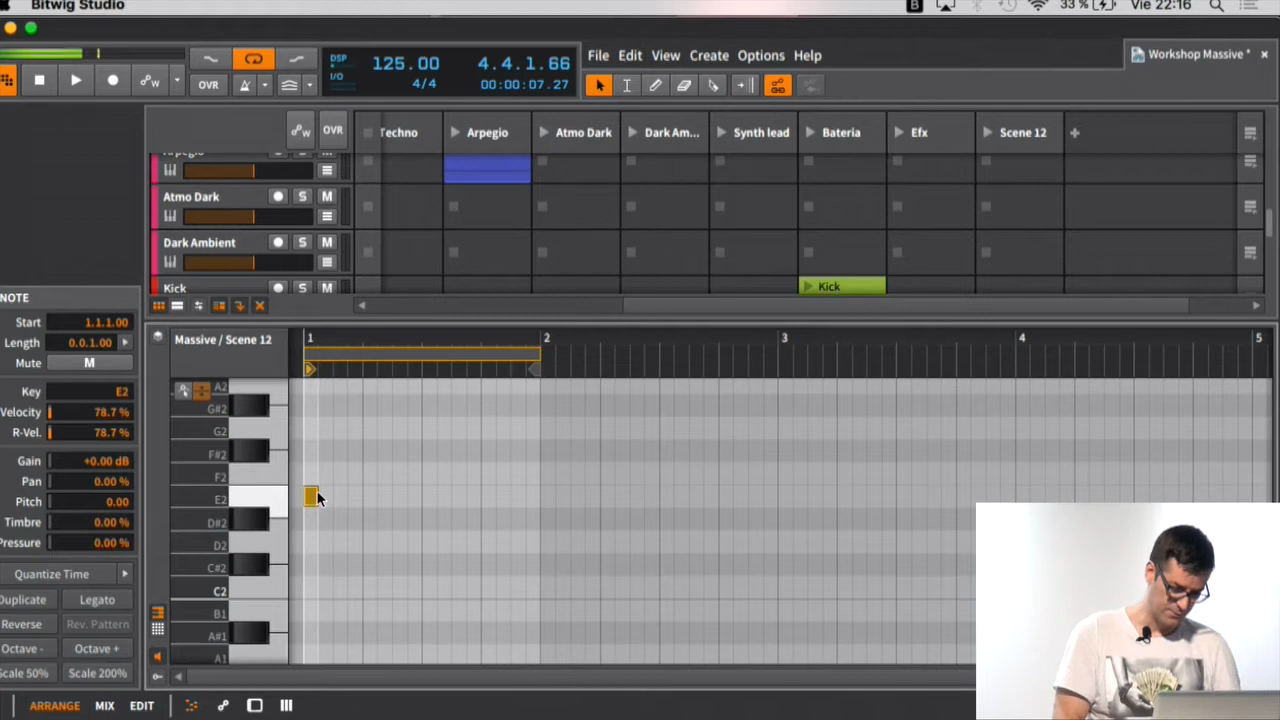 Bitwig Studio
B
33 %
Vie 22:16
OVR
DSP
I/O
125.00
4/4
4.4.1.66
00:00:07.27
File Edit View Create Options Help
Workshop Massive *
OVR
Techno
Arpegio
Atmo Dark
Dark Am...
Synth lead
Bateria
Efx
Scene 12
+
Arpegio
Atmo Dark
S
M
Dark Ambient
S
M
Kick
S
M
Kick
NOTE
Start 1.1.1.00
Length 0.0.1.00
Mute M
Key E2
Velocity 78.7 %
R-Vel. 78.7 %
Gain +0.00 dB
Pan 0.00 %
Pitch 0.00
Timbre 0.00 %
Pressure 0.00 %
Quantize Time
Duplicate Legato
Reverse Rev. Pattern
Octave - Octave +
Scale 50% Scale 200%
Massive / Scene 12
1
2
3
4
5
A2
G#2
G2
F#2
F2
E2
D#2
D2
C#2
C2
B1
A#1
A1
ARRANGE MIX EDIT